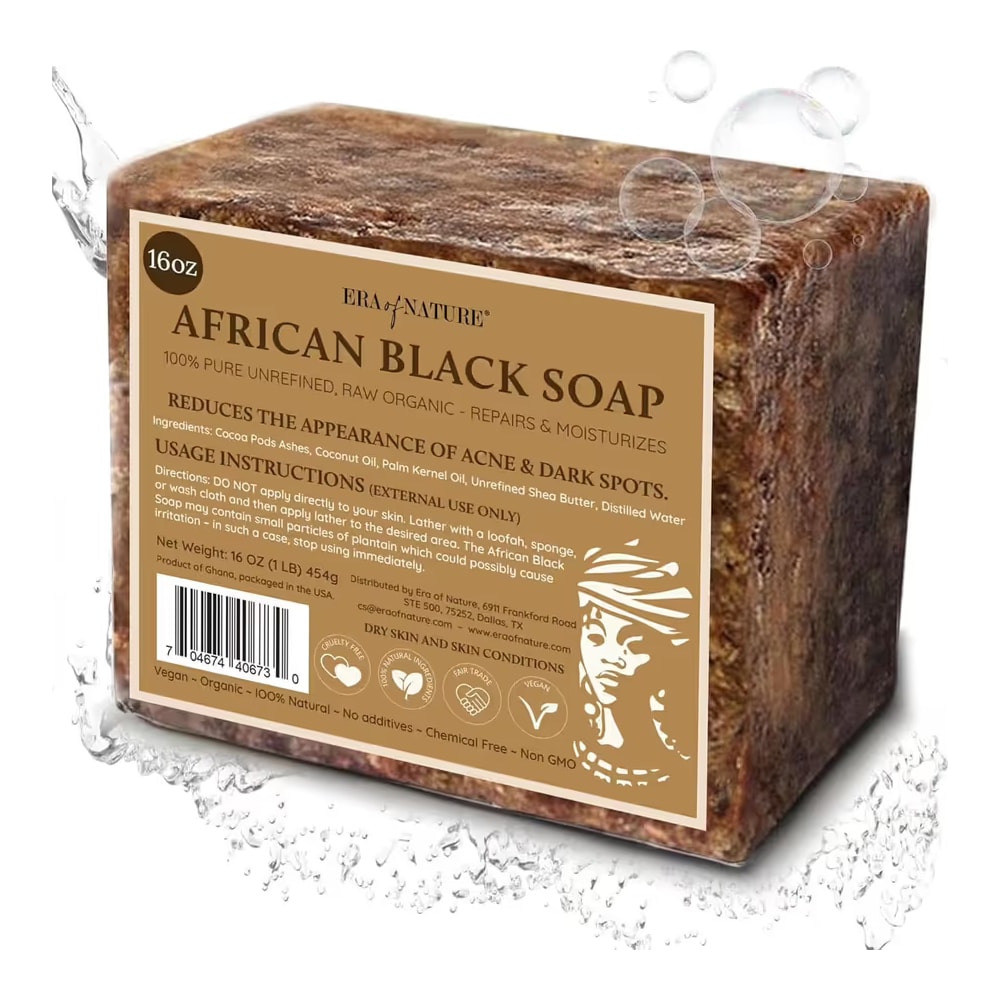 16oz
ERA of NATURE®
AFRICAN BLACK SOAP
100% PURE UNREFINED, RAW ORGANIC - REPAIRS & MOISTURIZES
REDUCES THE APPEARANCE OF ACNE & DARK SPOTS.
Ingredients: Cocoa Pods Ashes, Coconut Oil, Palm Kernel Oil, Unrefined Shea Butter, Distilled Water
USAGE INSTRUCTIONS (EXTERNAL USE ONLY)
Directions: DO NOT apply directly to your skin. Lather with a loofah, sponge,
or wash cloth and then apply lather to the desired area. The African Black
Soap may contain small particles of plantain which could possibly cause
irritation - in such a case, stop using immediately.
Net Weight: 16 OZ (1 LB) 454g
Product of Ghana, packaged in the USA.
Distributed by Era of Nature, 6911 Frankford Road
STE 500, 75252, Dallas, TX
cs@eraofnature.com - www.eraofnature.com
DRY SKIN AND SKIN CONDITIONS
7 04674 40673 0
CRUELTY FREE
100% NATURAL INGREDIENTS
FAIR TRADE
VEGAN
Vegan ~ Organic ~ 100% Natural ~ No additives ~ Chemical Free ~ Non GMO